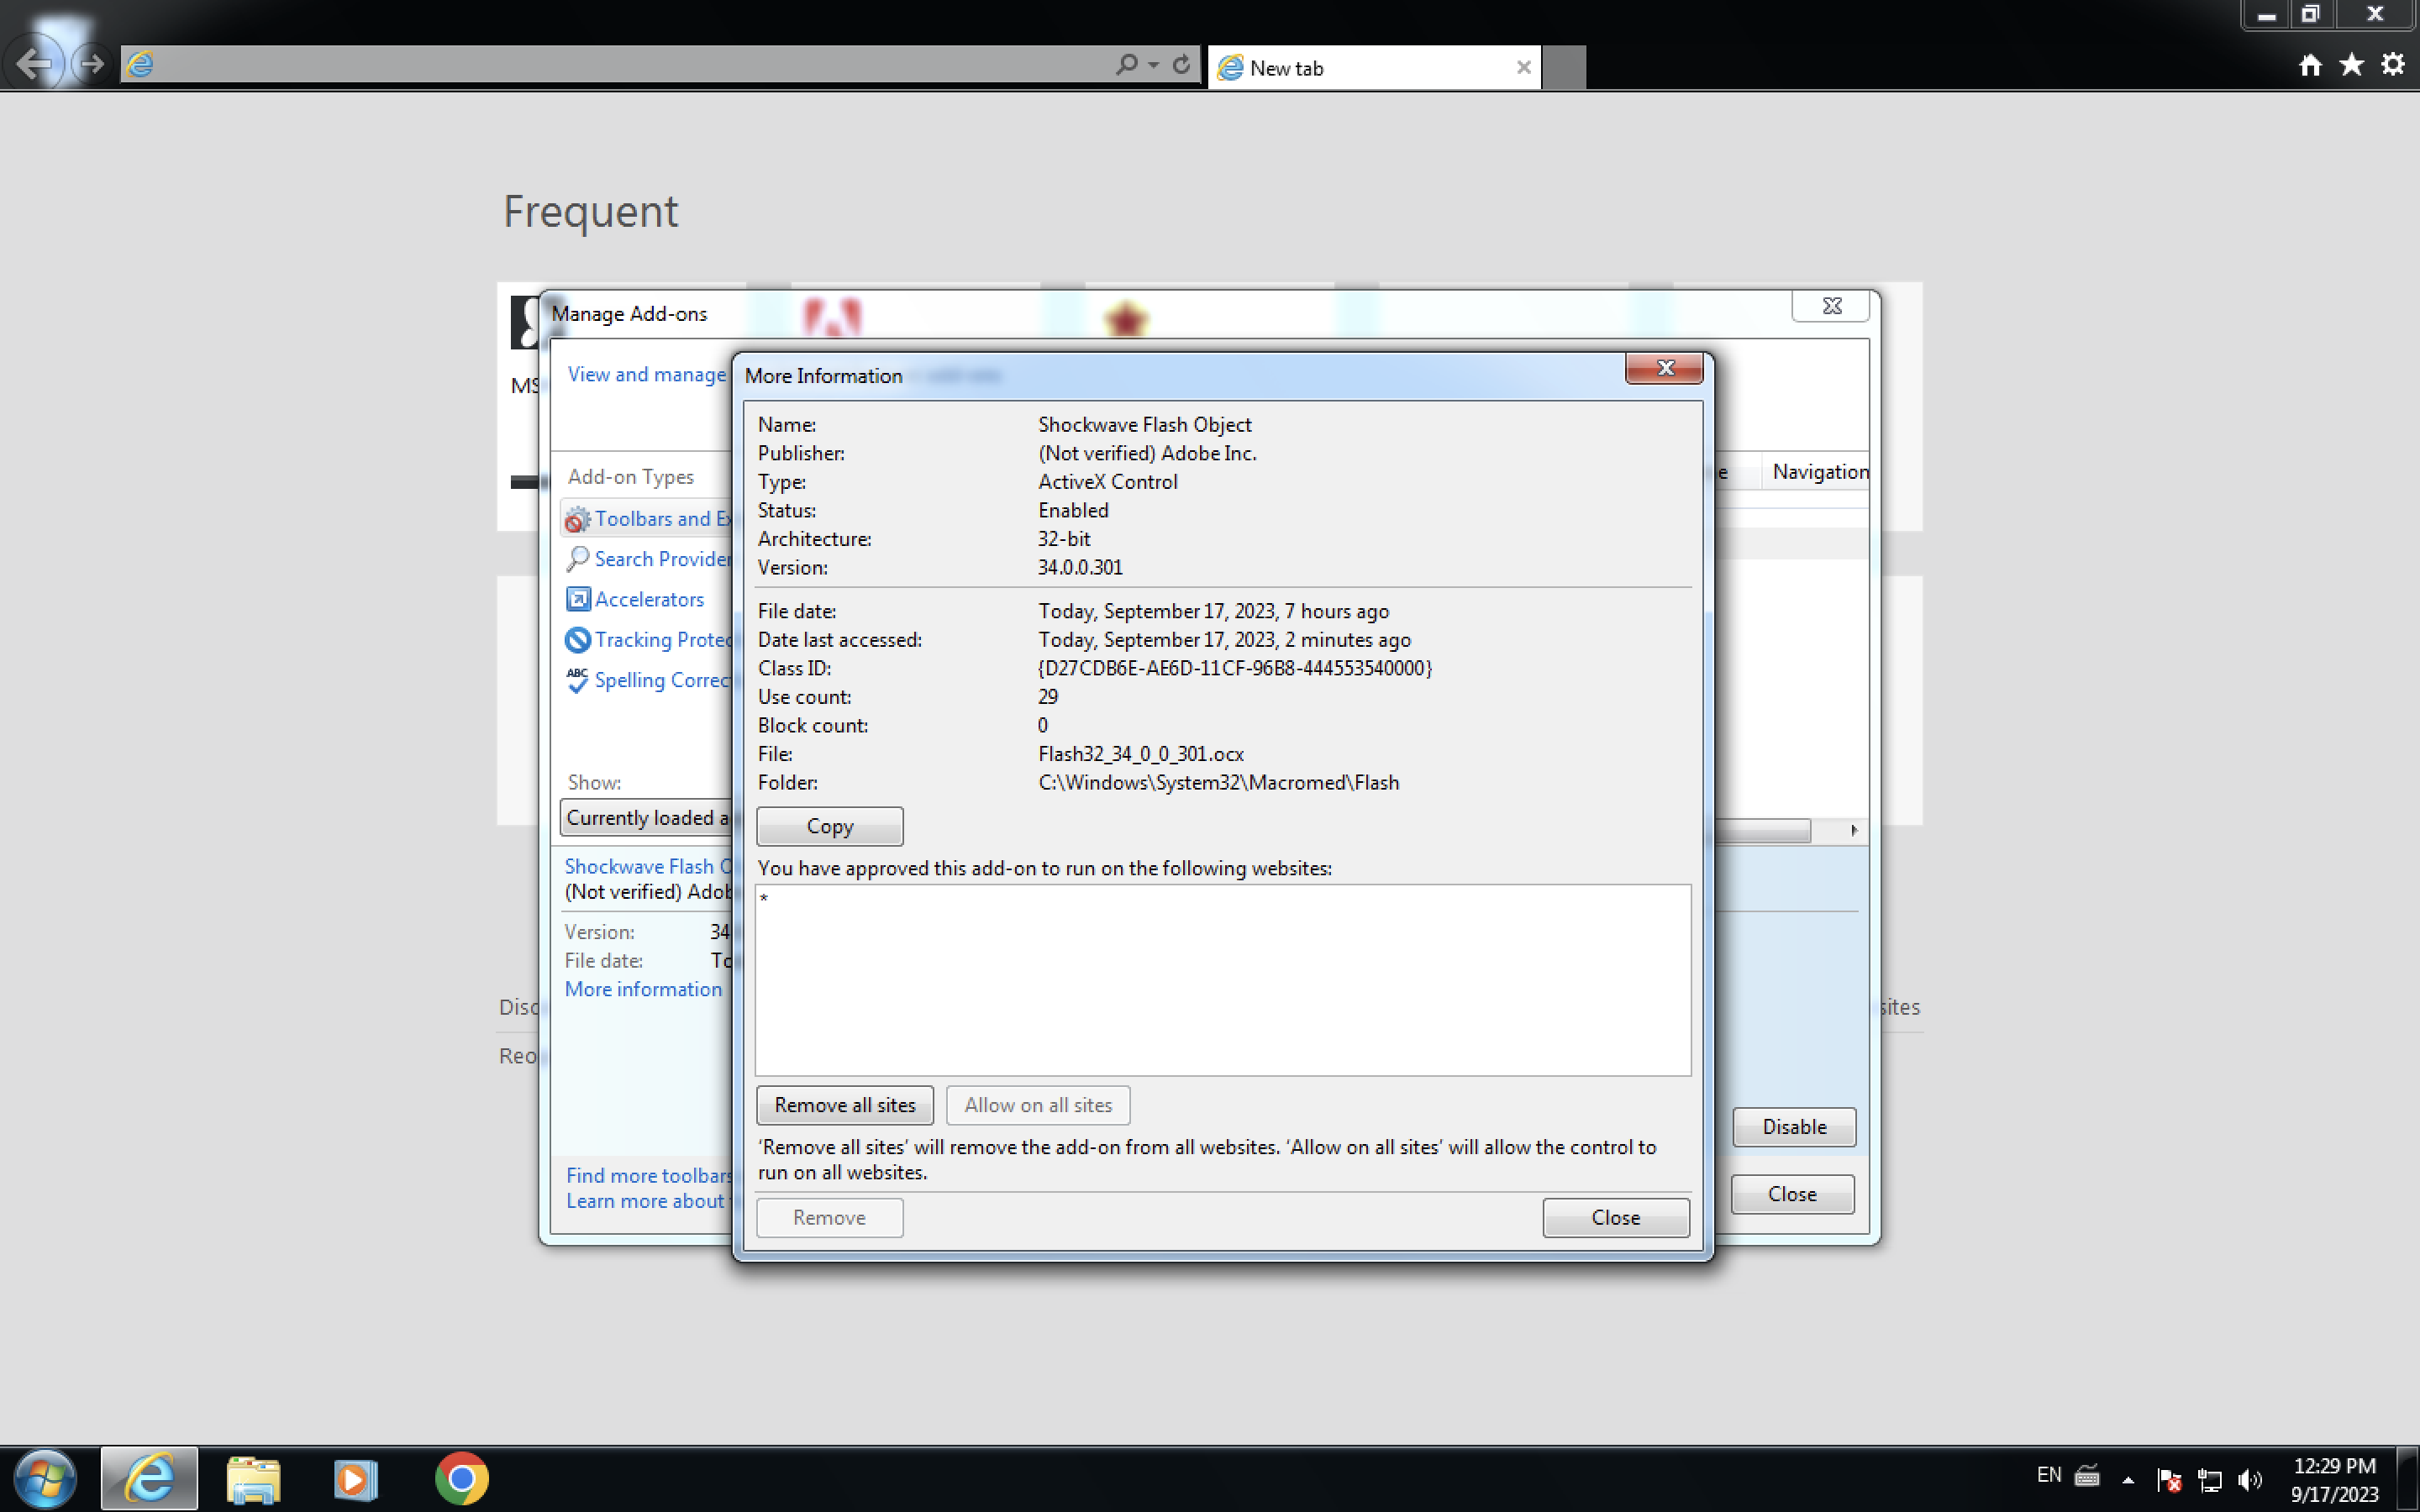 New tab
Frequent
Manage Add-ons
View and manage
More Information
Name: Shockwave Flash Object
Publisher: (Not verified) Adobe Inc.
Type: ActiveX Control
Status: Enabled
Architecture: 32-bit
Version: 34.0.0.301
File date: Today, September 17, 2023, 7 hours ago
Date last accessed: Today, September 17, 2023, 2 minutes ago
Class ID: {D27CDB6E-AE6D-11CF-96B8-444553540000}
Use count: 29
Block count: 0
File: Flash32_34_0_0_301.ocx
Folder: C:\Windows\System32\Macromed\Flash
Copy
You have approved this add-on to run on the following websites:
*
Remove all sites
Allow on all sites
'Remove all sites' will remove the add-on from all websites. 'Allow on all sites' will allow the control to
run on all websites.
Remove
Close
MS
Add-on Types
Toolbars and Ex
Search Provider
Accelerators
Tracking Protec
ABC
Spelling Correc
e
Navigation
Show:
Currently loaded a
Shockwave Flash O
(Not verified) Adob
Version: 34
File date: To
More information
Find more toolbars
Learn more about
Disable
Close
Disc
sites
Reo
EN
12:29 PM
9/17/2023